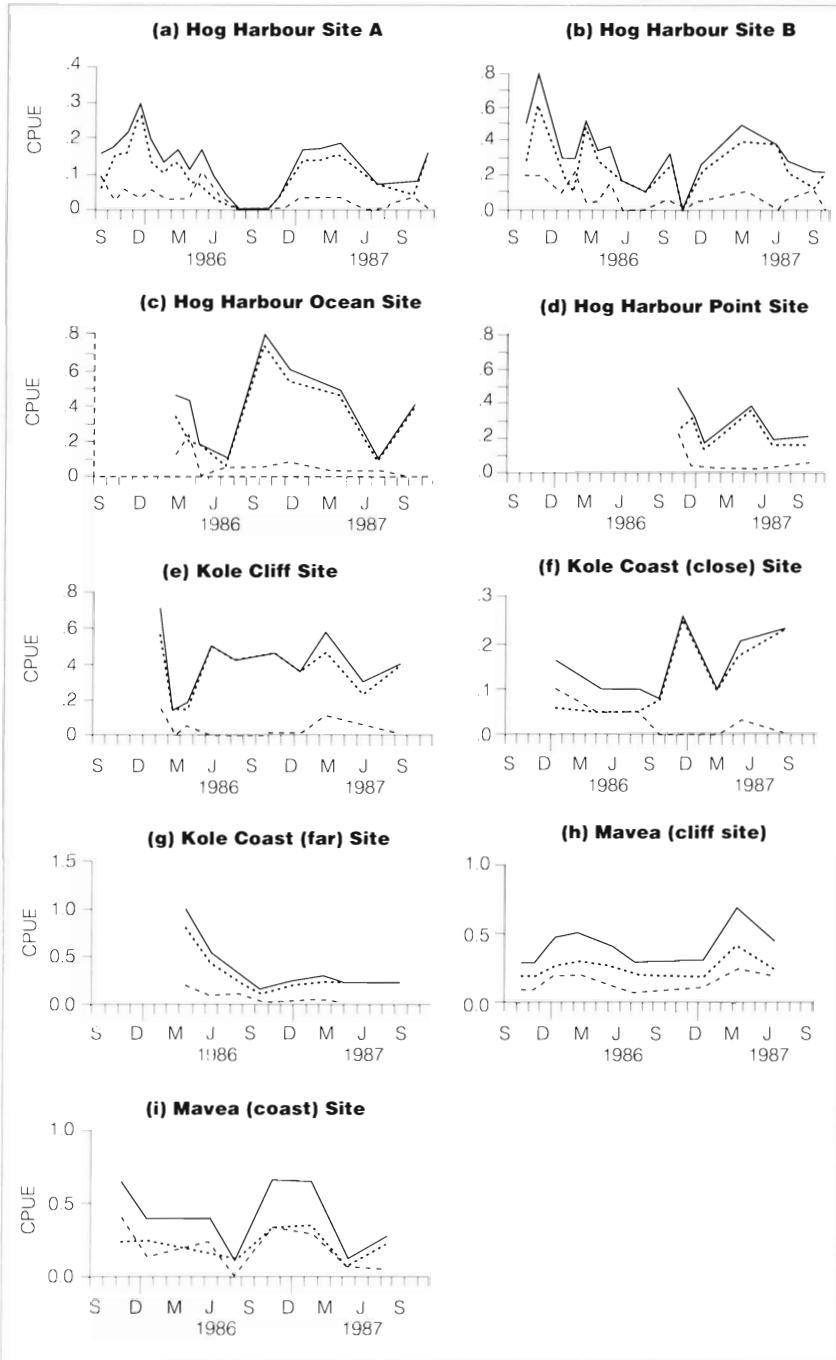 (a) Hog Harbour Site A
(b) Hog Harbour Site B
.4
.3
.2
.1
0
CPUE
S D M J S D M J S
1986 1987
.8
.6
.4
.2
.0
S D M J S D M J S
1986 1987
(c) Hog Harbour Ocean Site
(d) Hog Harbour Point Site
.8
6
.4
2
0
CPUE
S D M J S D M J S
1986 1987
.8
.6
.4
.2
.0
S D M J S D M J S
1986 1987
(e) Kole Cliff Site
(f) Kole Coast (close) Site
.8
.6
.4
.2
0
CPUE
S D M J S D M J S
1986 1987
.3
.2
.1
.0
S D M J S D M J S
1986 1987
(g) Kole Coast (far) Site
(h) Mavea (cliff site)
1.5
1.0
0.5
0.0
CPUE
S D M J S D M J S
1986 1987
1.0
0.5
0.0
S D M J S D M J S
1986 1987
(i) Mavea (coast) Site
1.0
0.5
0.0
CPUE
S D M J S D M J S
1986 1987